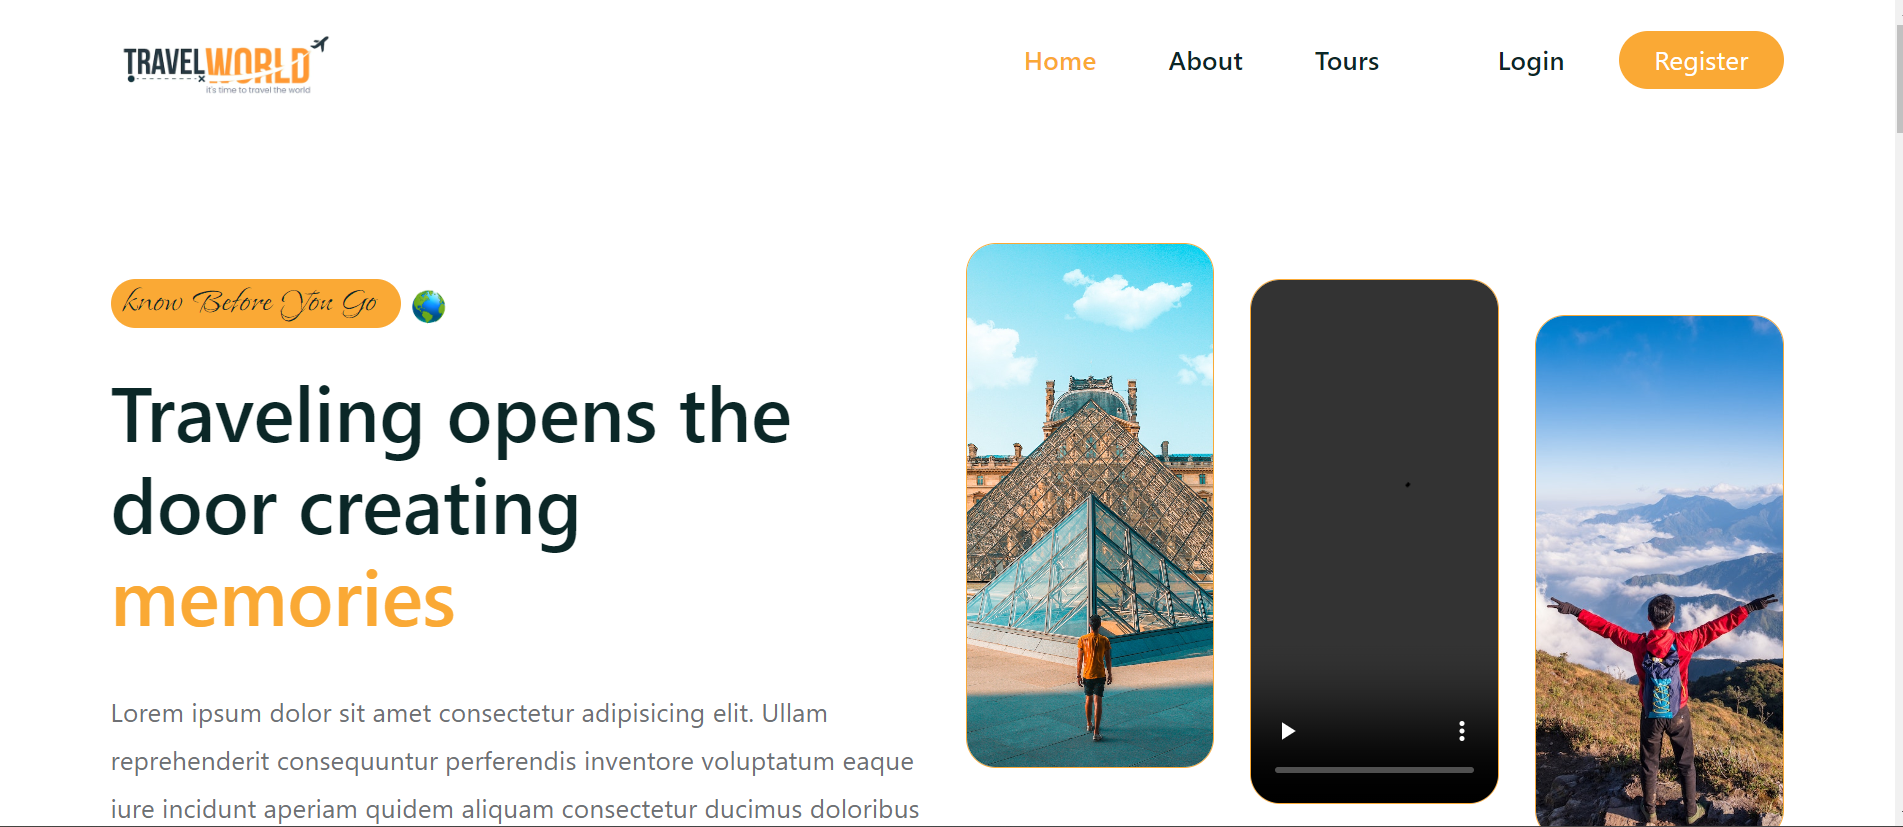 TRAVELWORLD
it's time to travel the world
Home About Tours Login Register
know Before You Go
Traveling opens the
door creating
memories
Lorem ipsum dolor sit amet consectetur adipisicing elit. Ullam
reprehenderit consequuntur perferendis inventore voluptatum eaque
iure incidunt aperiam quidem aliquam consectetur ducimus doloribus